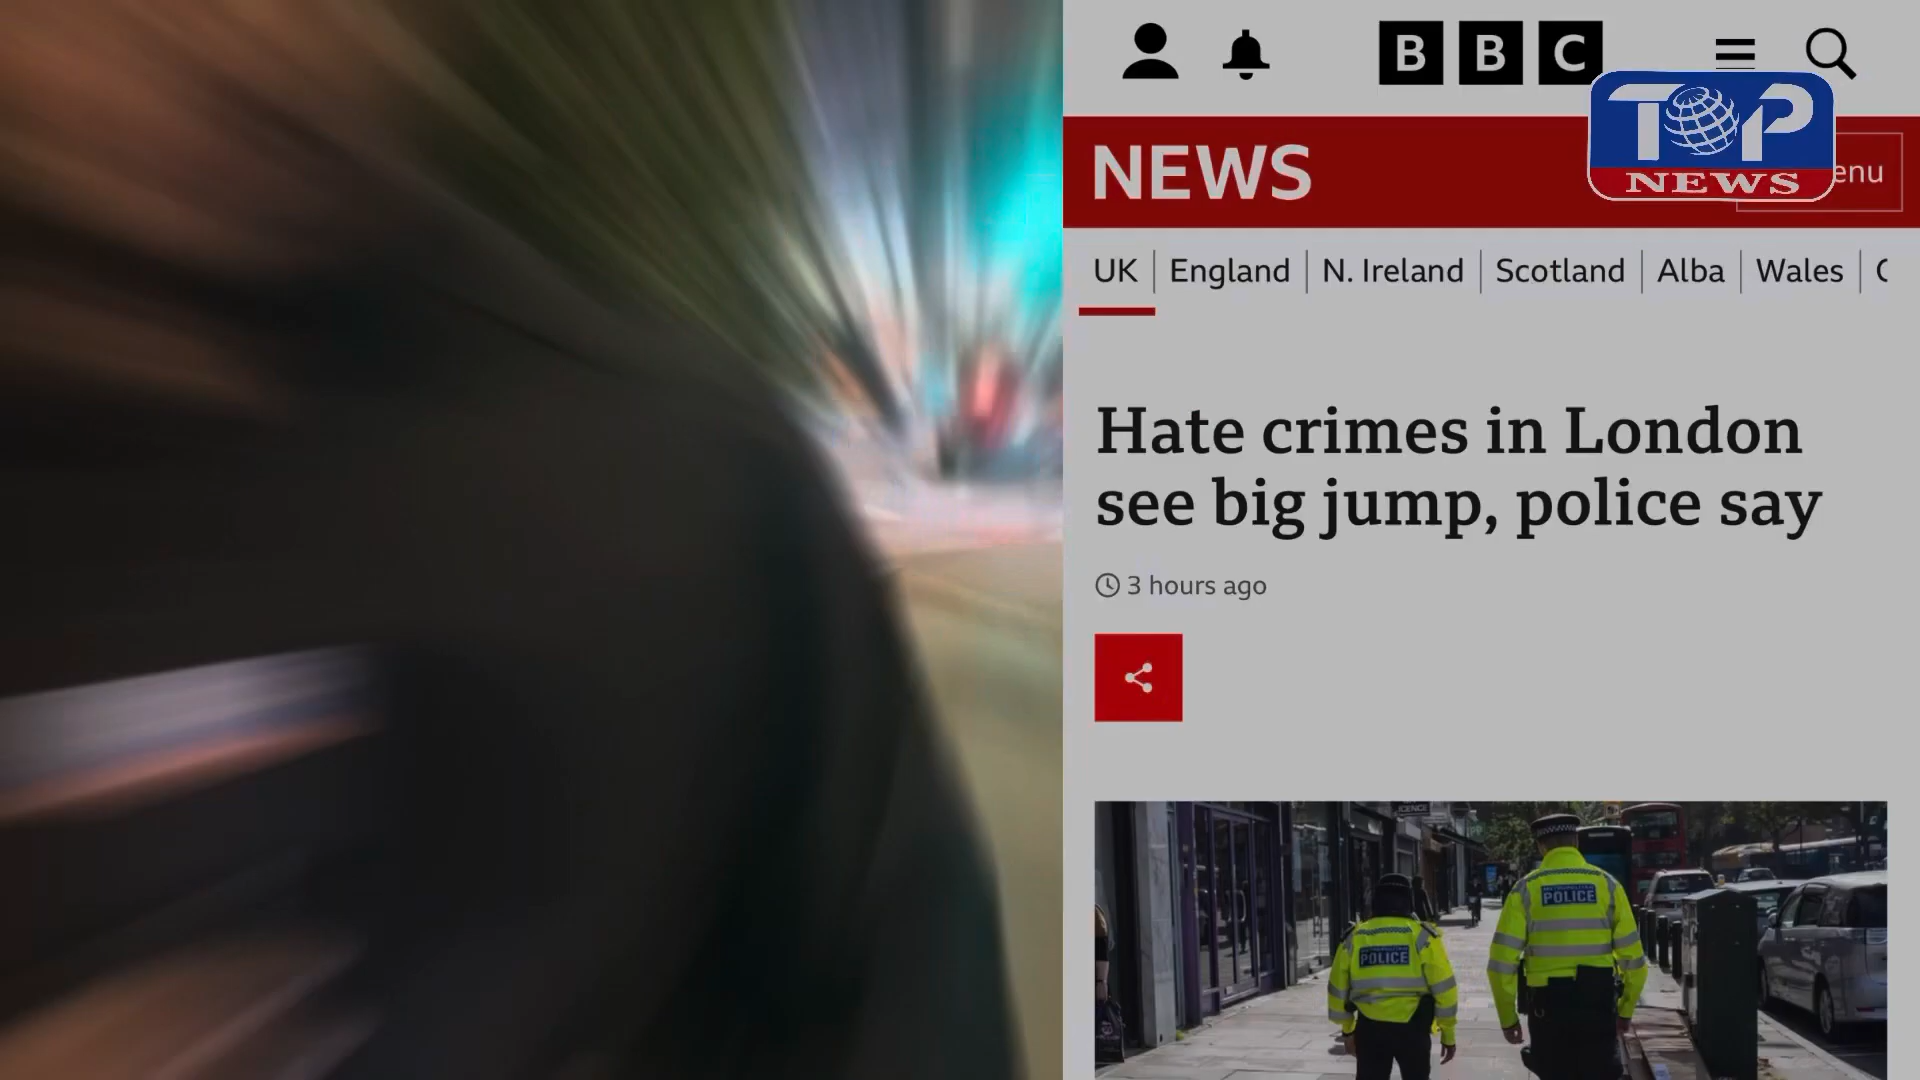 B B C
TOP
NEWS
NEWS
enu
UK England N. Ireland Scotland Alba Wales
Hate crimes in London
see big jump, police say
3 hours ago
METROPOLITAN
POLICE
POLICE